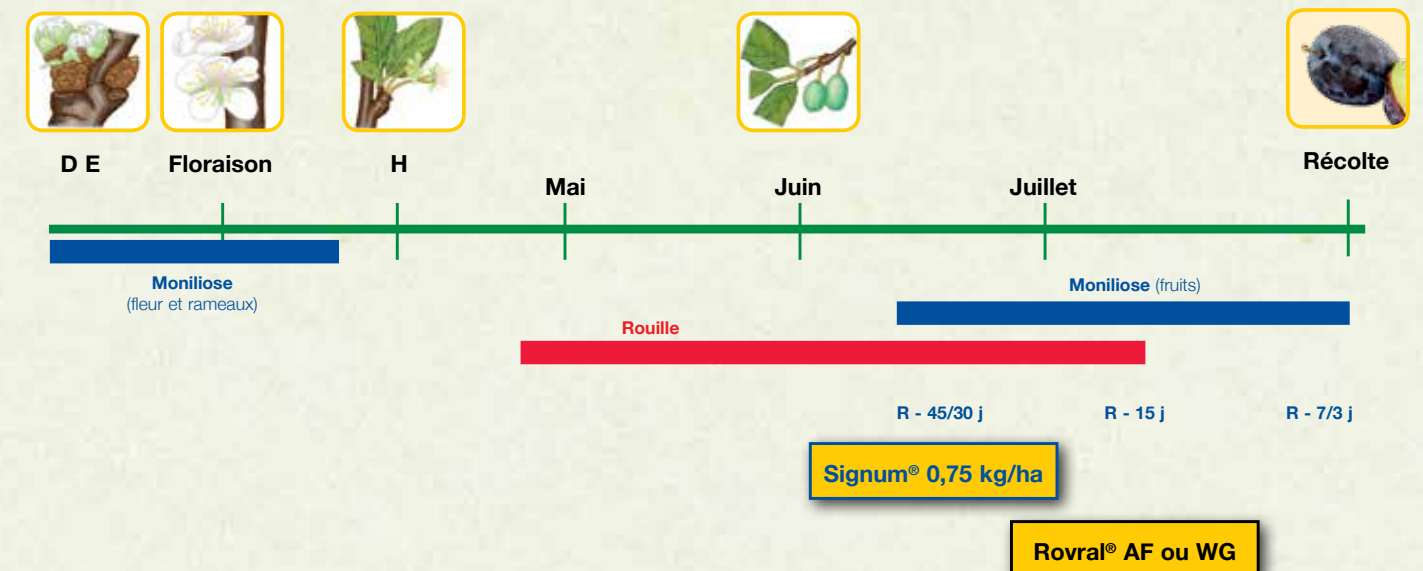 D E
Floraison
H
Mai
Juin
Juillet
Récolte
Moniliose
(fleur et rameaux)
Moniliose (fruits)
Rouille
R - 45/30 j
R - 15 j
R - 7/3 j
Signum® 0,75 kg/ha
Rovral® AF ou WG